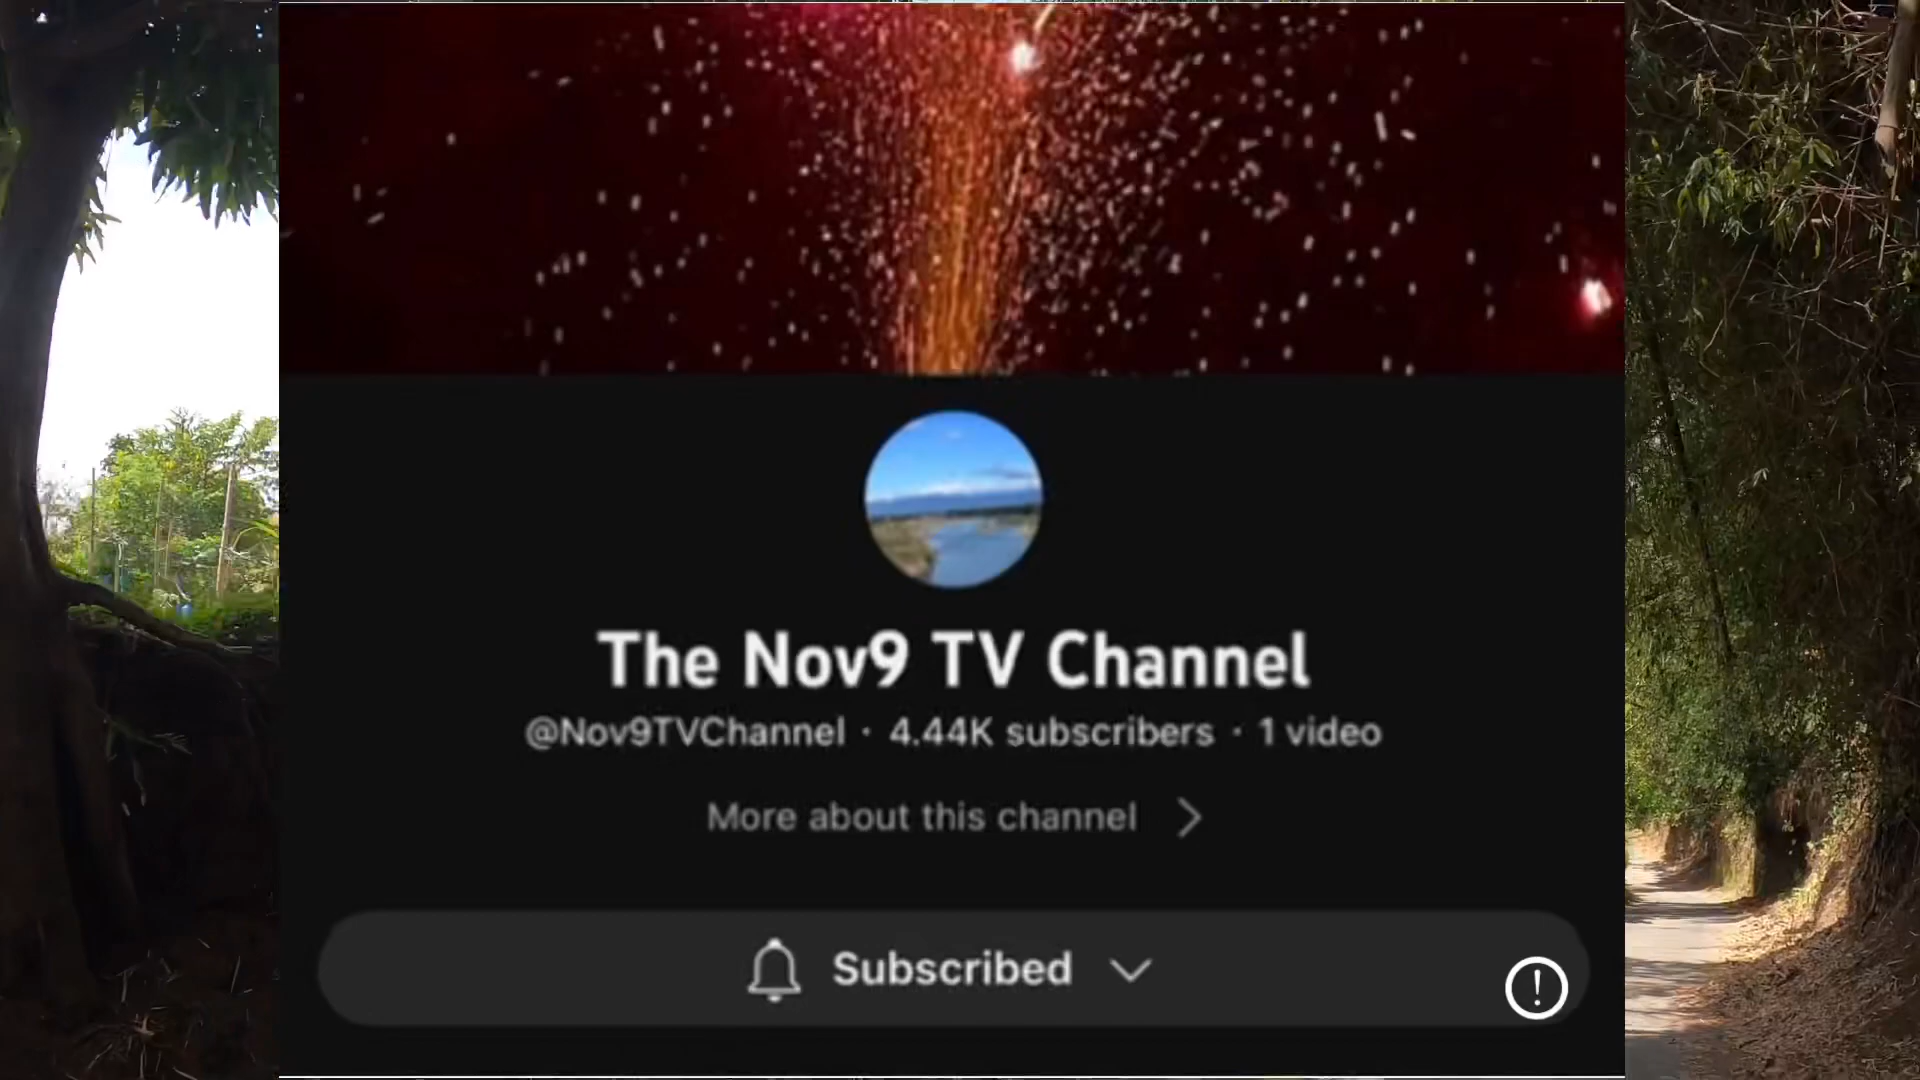 The Nov9 TV Channel
@Nov9TVChannel · 4.44K subscribers · 1 video
More about this channel
Subscribed